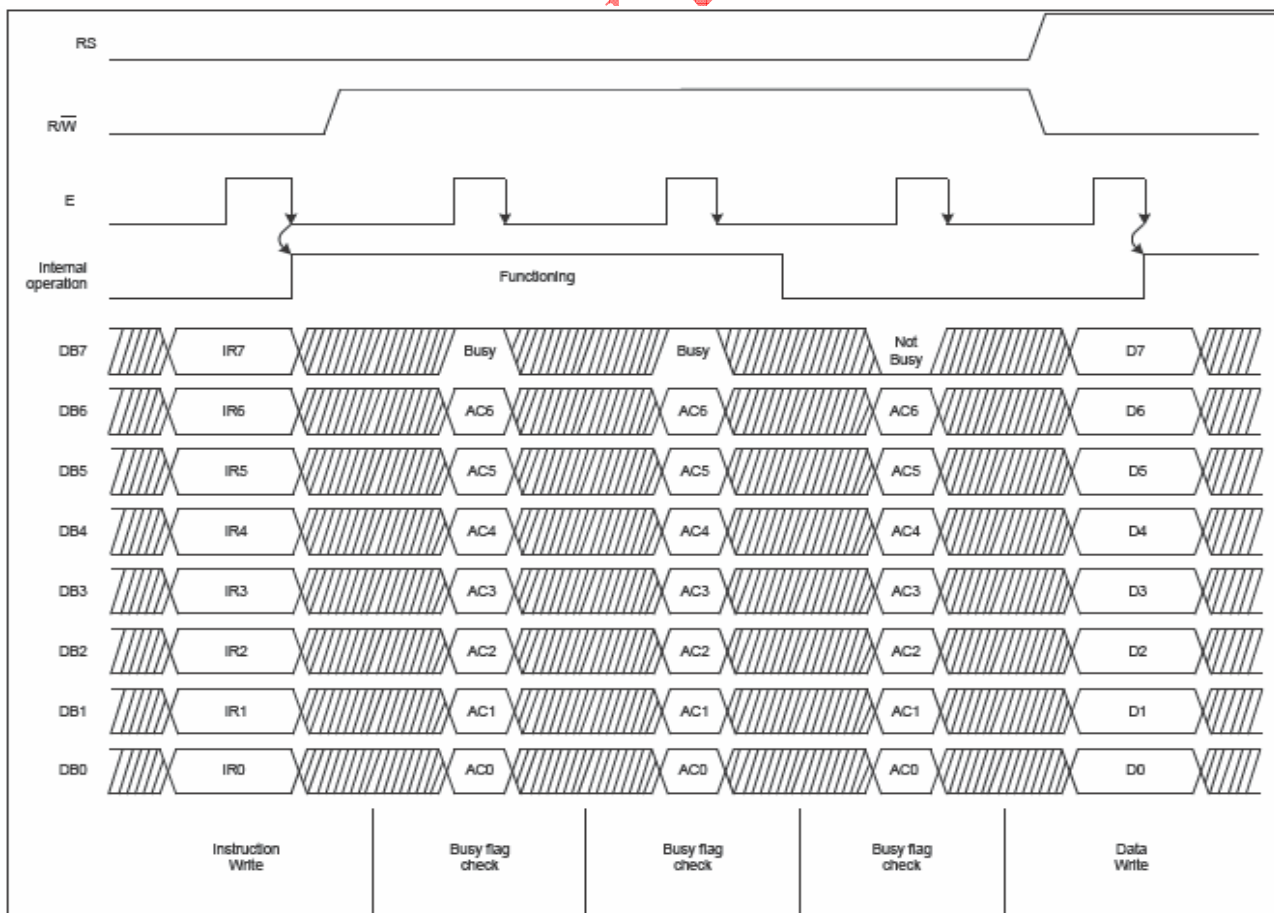 RS
R/W̅
E
Internal
operation
Functioning
DB7 IR7 Busy Busy Not Busy D7
DB6 IR6 AC6 AC6 AC6 D6
DB5 IR5 AC5 AC5 AC5 D5
DB4 IR4 AC4 AC4 AC4 D4
DB3 IR3 AC3 AC3 AC3 D3
DB2 IR2 AC2 AC2 AC2 D2
DB1 IR1 AC1 AC1 AC1 D1
DB0 IR0 AC0 AC0 AC0 D0
Instruction
Write
Busy flag
check
Busy flag
check
Busy flag
check
Data
Write